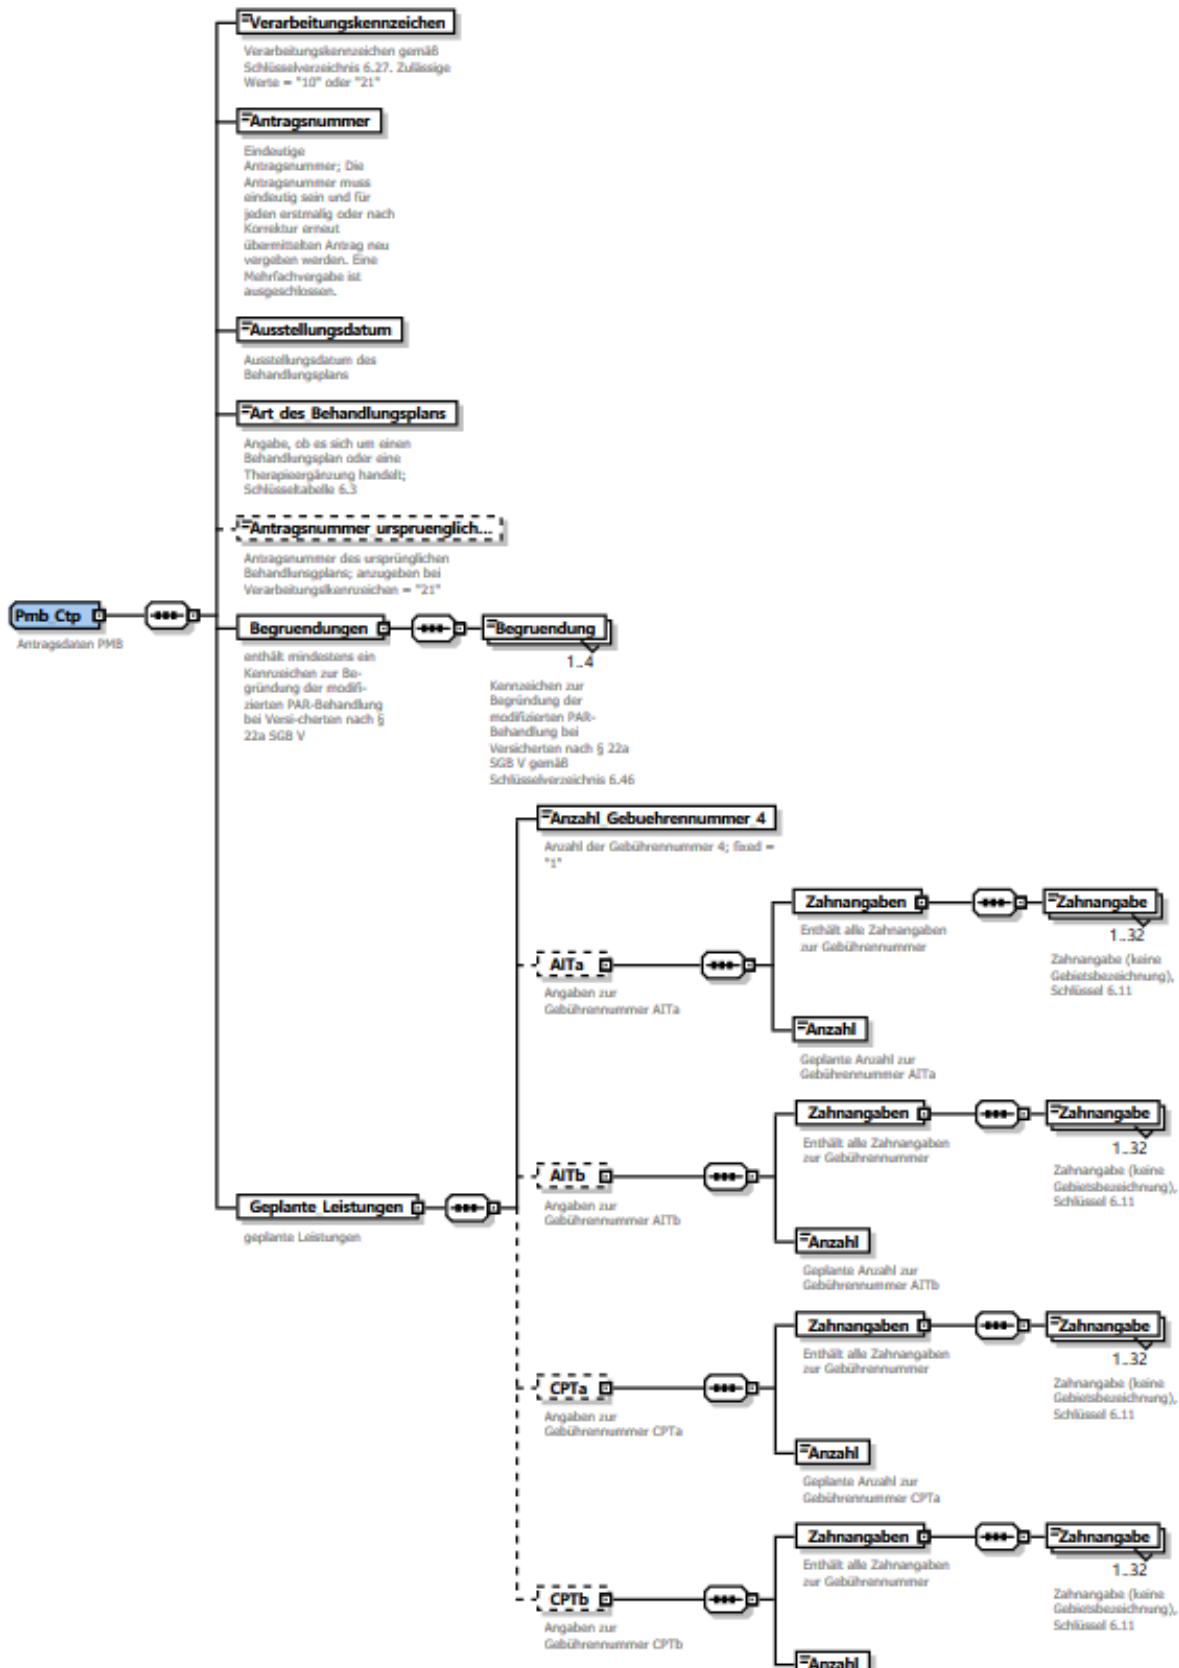 Verarbeitungskennzeichen
Verarbeitungskennzeichen gemäß
Schlüsselverzeichnis 6.27. Zulässige
Werte = "10" oder "21"
Antragsnummer
Eindeutige
Antragsnummer; Die
Antragsnummer muss
eindeutig sein und für
jeden erstmalig oder nach
Korrektur erneut
übermittelten Antrag neu
vergeben werden. Eine
Mehrfachvergabe ist
ausgeschlossen.
Ausstellungsdatum
Ausstellungsdatum des
Behandlungsplans
Art_des_Behandlungsplans
Angabe, ob es sich um einen
Behandlungsplan oder eine
Therapieergänzung handelt;
Schlüsseltabelle 6.3
Antragsnummer_urspruenglich...
Antragsnummer des ursprünglichen
Behandlungsplans; anzugeben bei
Verarbeitungslkennzeichen = "21"
Pmb_Ctp
Antragsdaten PMB
Begruendungen
enthält mindestens ein
Kennzeichen zur Be-
gründung der modifi-
zierten PAR-Behandlung
bei Versi-cherten nach §
22a SGB V
Begruendung
1..4
Kennzeichen zur
Begründung der
modifizierten PAR-
Behandlung bei
Versicherten nach § 22a
SGB V gemäß
Schlüsselverzeichnis 6.46
Geplante_Leistungen
geplante Leistungen
Anzahl_Gebuehrennummer_4
Anzahl der Gebührennummer 4; fixed =
"1"
AITa
Angaben zur
Gebührennummer AITa
Zahnangaben
Enthält alle Zahnangaben
zur Gebührennummer
Zahnangabe
1..32
Zahnangabe (keine
Gebietsbezeichnung),
Schlüssel 6.11
Anzahl
Geplante Anzahl zur
Gebührennummer AITa
AITb
Angaben zur
Gebührennummer AITb
Zahnangaben
Enthält alle Zahnangaben
zur Gebührennummer
Zahnangabe
1..32
Zahnangabe (keine
Gebietsbezeichnung),
Schlüssel 6.11
Anzahl
Geplante Anzahl zur
Gebührennummer AITb
CPTa
Angaben zur
Gebührennummer CPTa
Zahnangaben
Enthält alle Zahnangaben
zur Gebührennummer
Zahnangabe
1..32
Zahnangabe (keine
Gebietsbezeichnung),
Schlüssel 6.11
Anzahl
Geplante Anzahl zur
Gebührennummer CPTa
CPTb
Angaben zur
Gebührennummer CPTb
Zahnangaben
Enthält alle Zahnangaben
zur Gebührennummer
Zahnangabe
1..32
Zahnangabe (keine
Gebietsbezeichnung),
Schlüssel 6.11
Anzahl